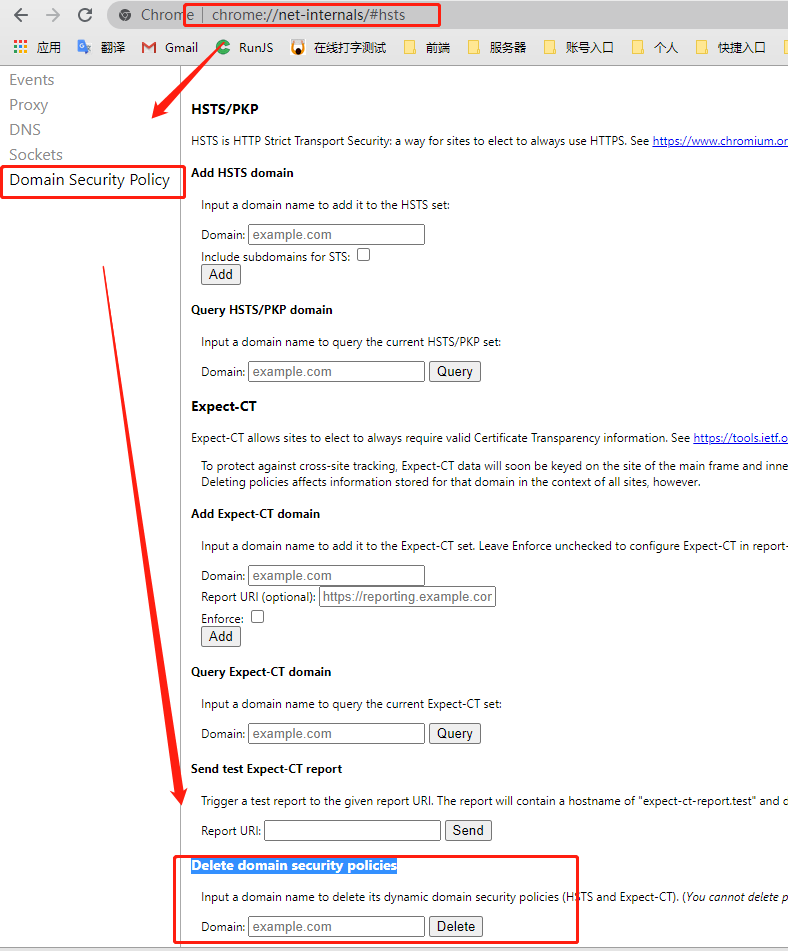 Chrome | chrome://net-internals/#hsts
应用 翻译 Gmail RunJS 在线打字测试 前端 服务器 账号入口 个人 快捷入口
Events
Proxy
DNS
Sockets
Domain Security Policy
HSTS/PKP
HSTS is HTTP Strict Transport Security: a way for sites to elect to always use HTTPS. See https://www.chromium.or
Add HSTS domain
Input a domain name to add it to the HSTS set:
Domain: example.com
Include subdomains for STS:
Add
Query HSTS/PKP domain
Input a domain name to query the current HSTS/PKP set:
Domain: example.com Query
Expect-CT
Expect-CT allows sites to elect to always require valid Certificate Transparency information. See https://tools.ietf.o
To protect against cross-site tracking, Expect-CT data will soon be keyed on the site of the main frame and inne
Deleting policies affects information stored for that domain in the context of all sites, however.
Add Expect-CT domain
Input a domain name to add it to the Expect-CT set. Leave Enforce unchecked to configure Expect-CT in report-
Domain: example.com
Report URI (optional): https://reporting.example.cor
Enforce:
Add
Query Expect-CT domain
Input a domain name to query the current Expect-CT set:
Domain: example.com Query
Send test Expect-CT report
Trigger a test report to the given report URI. The report will contain a hostname of "expect-ct-report.test" and c
Report URI: Send
Delete domain security policies
Input a domain name to delete its dynamic domain security policies (HSTS and Expect-CT). (You cannot delete p
Domain: example.com Delete